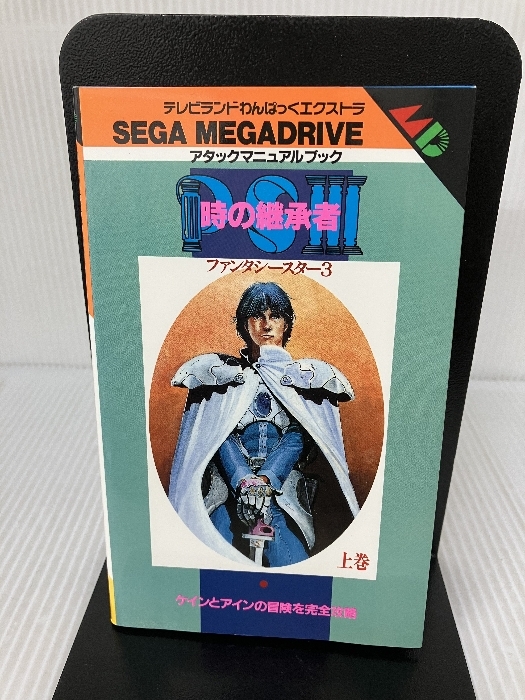 テレビランドわんぱっくエクストラ
SEGA MEGADRIVE
MD
アタックマニュアルブック
PSIII
時の継承者
ファンタシースター3
上巻
ケインとアインの冒険を完全攻略